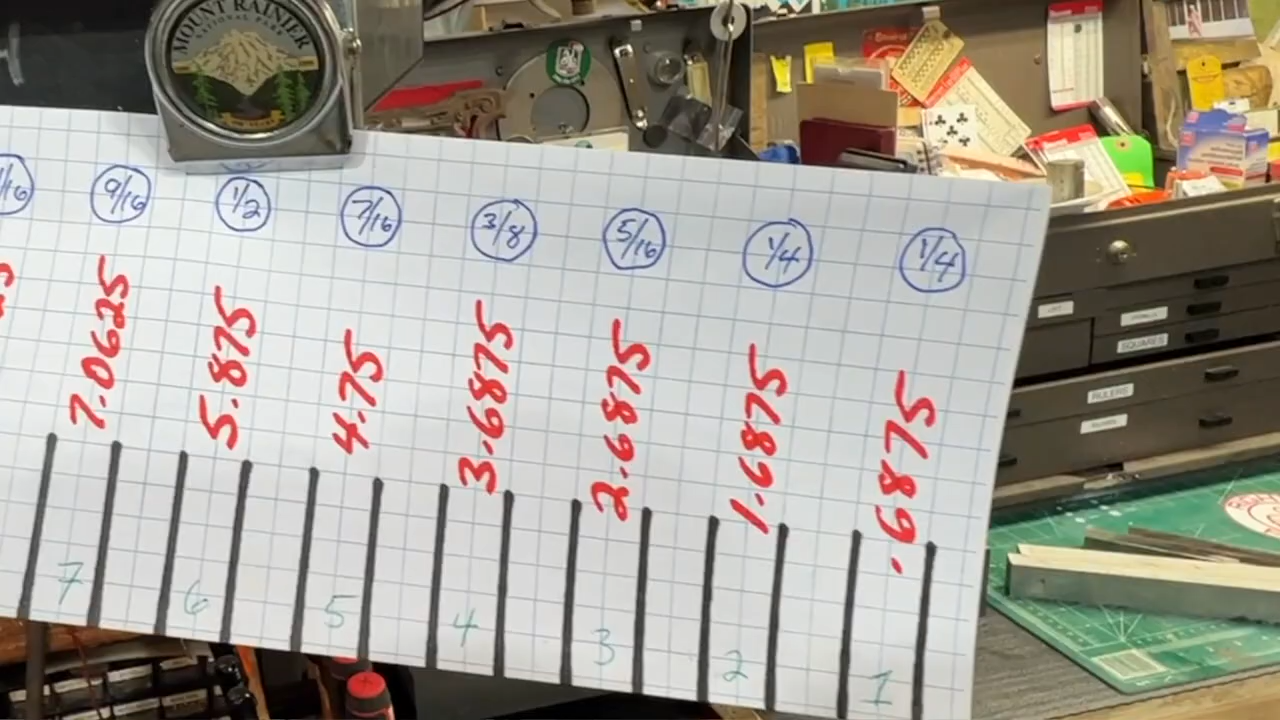 MOUNT RAINIER
NATIONAL PARK
9/16 1/2 7/16 3/8 5/16 1/4 1/4
7.0625 5.875 4.75 3.6875 2.6875 1.6875 .6875
7 6 5 4 3 2 1
SQUARES
RULERS